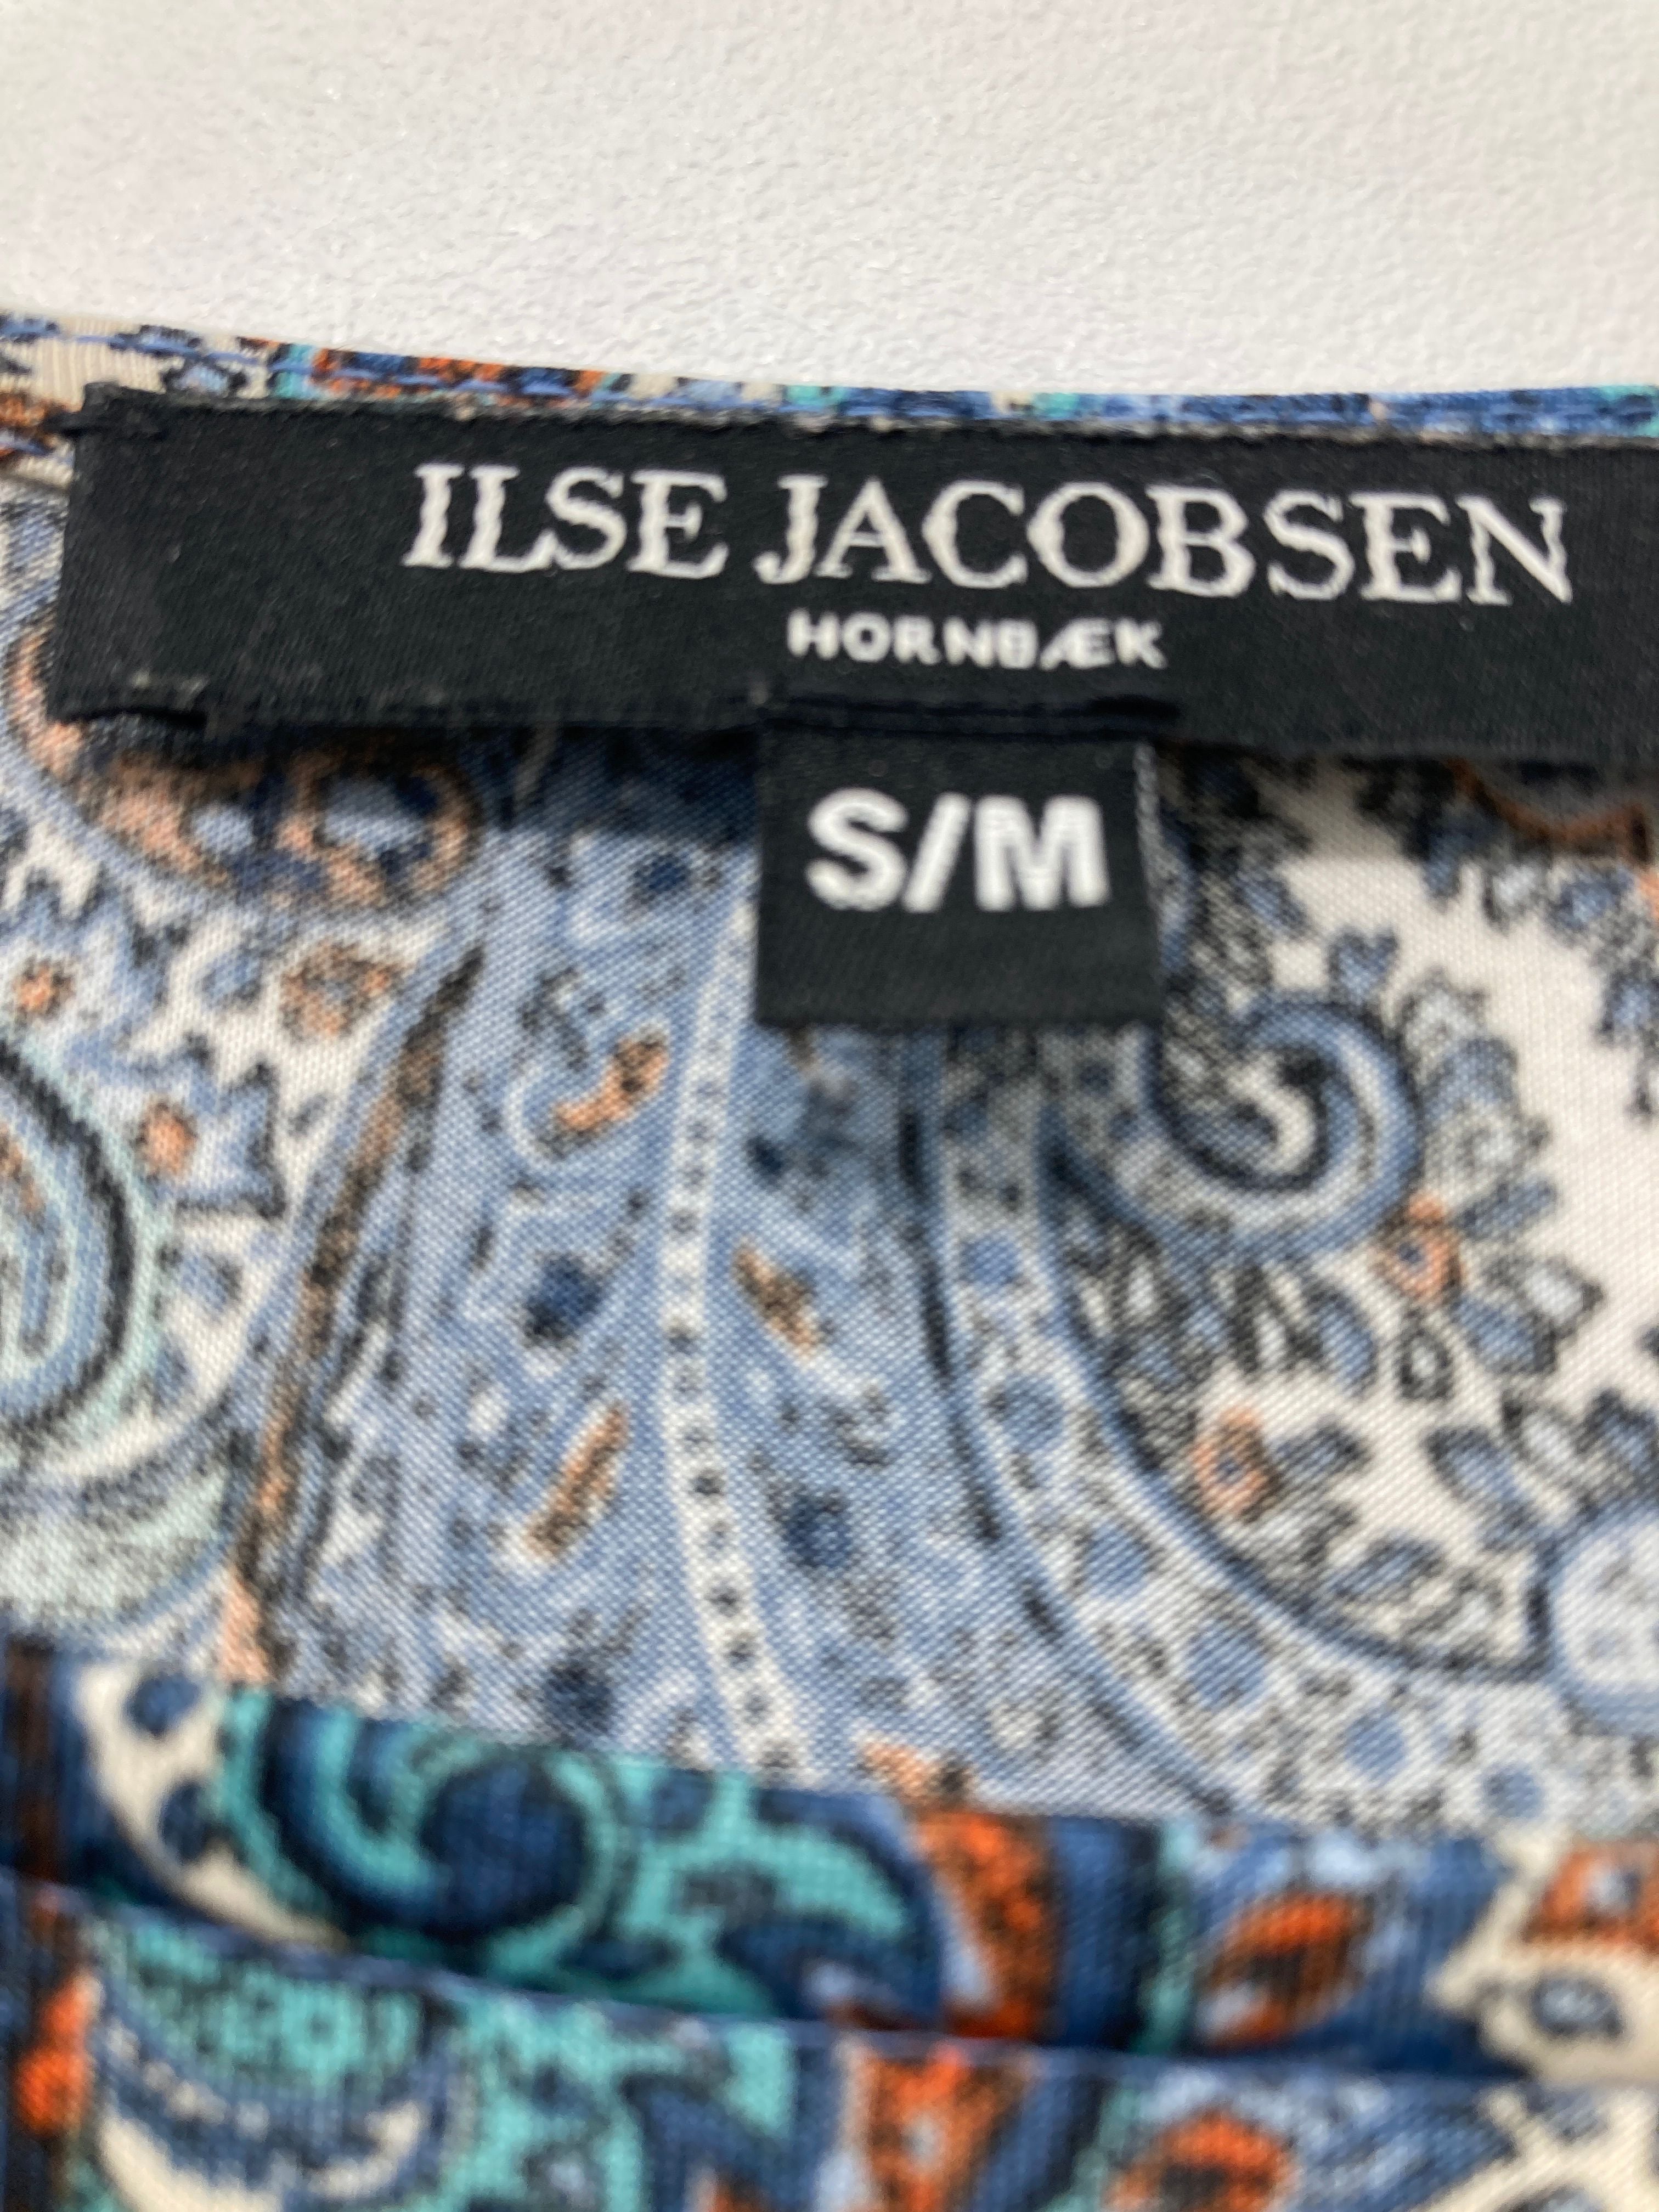 ILSE JACOBSEN
HORNBÆK
S/M